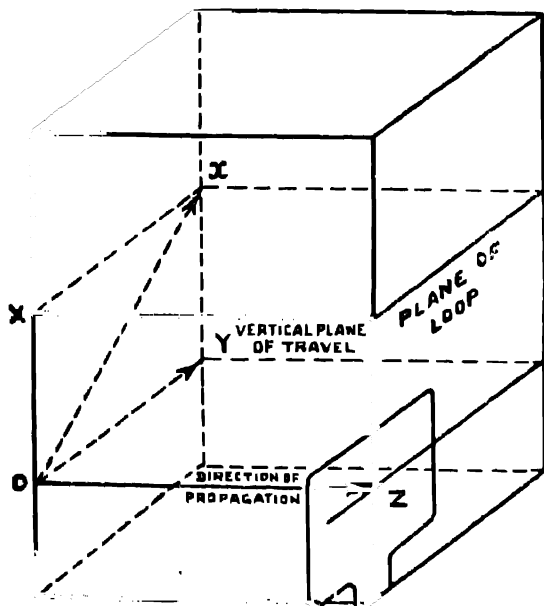 X
X
PLANE OF
LOOP
Y
VERTICAL PLANE
OF TRAVEL
O
DIRECTION OF
PROPAGATION
Z